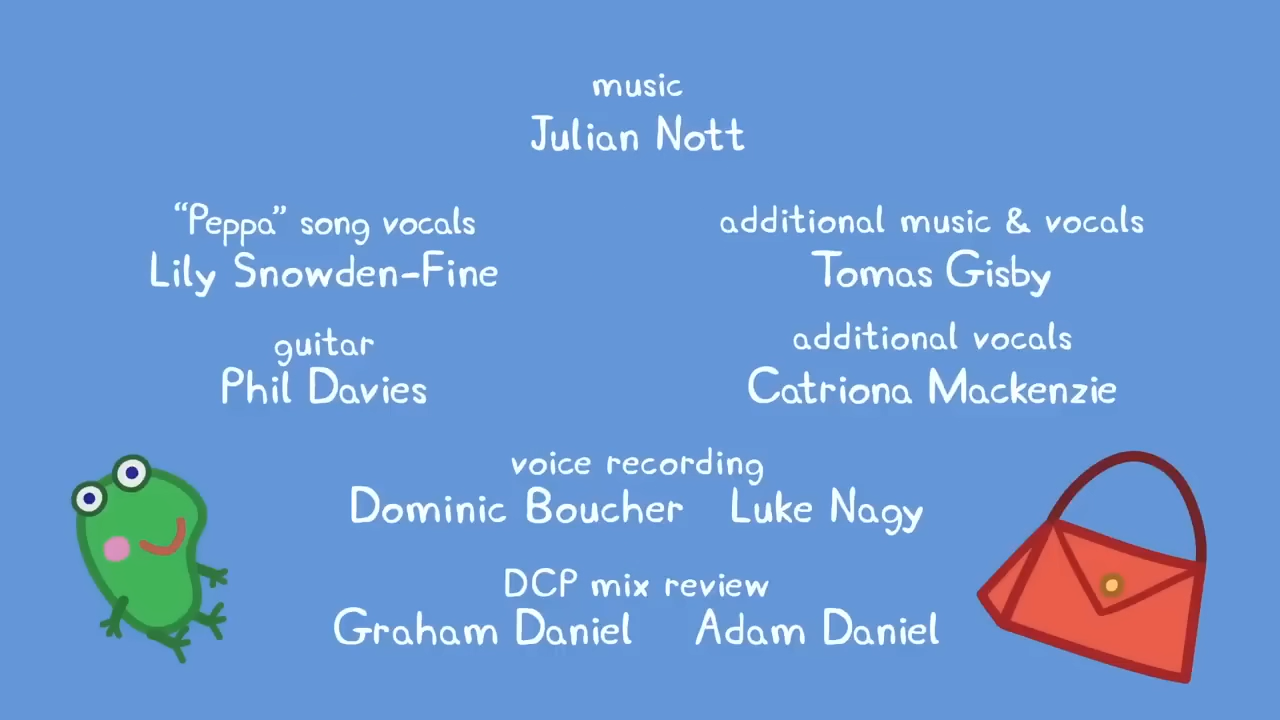 music
Julian Nott
“Peppa” song vocals
Lily Snowden-Fine
additional music & vocals
Tomas Gisby
guitar
Phil Davies
additional vocals
Catriona Mackenzie
voice recording
Dominic Boucher Luke Nagy
DCP mix review
Graham Daniel Adam Daniel